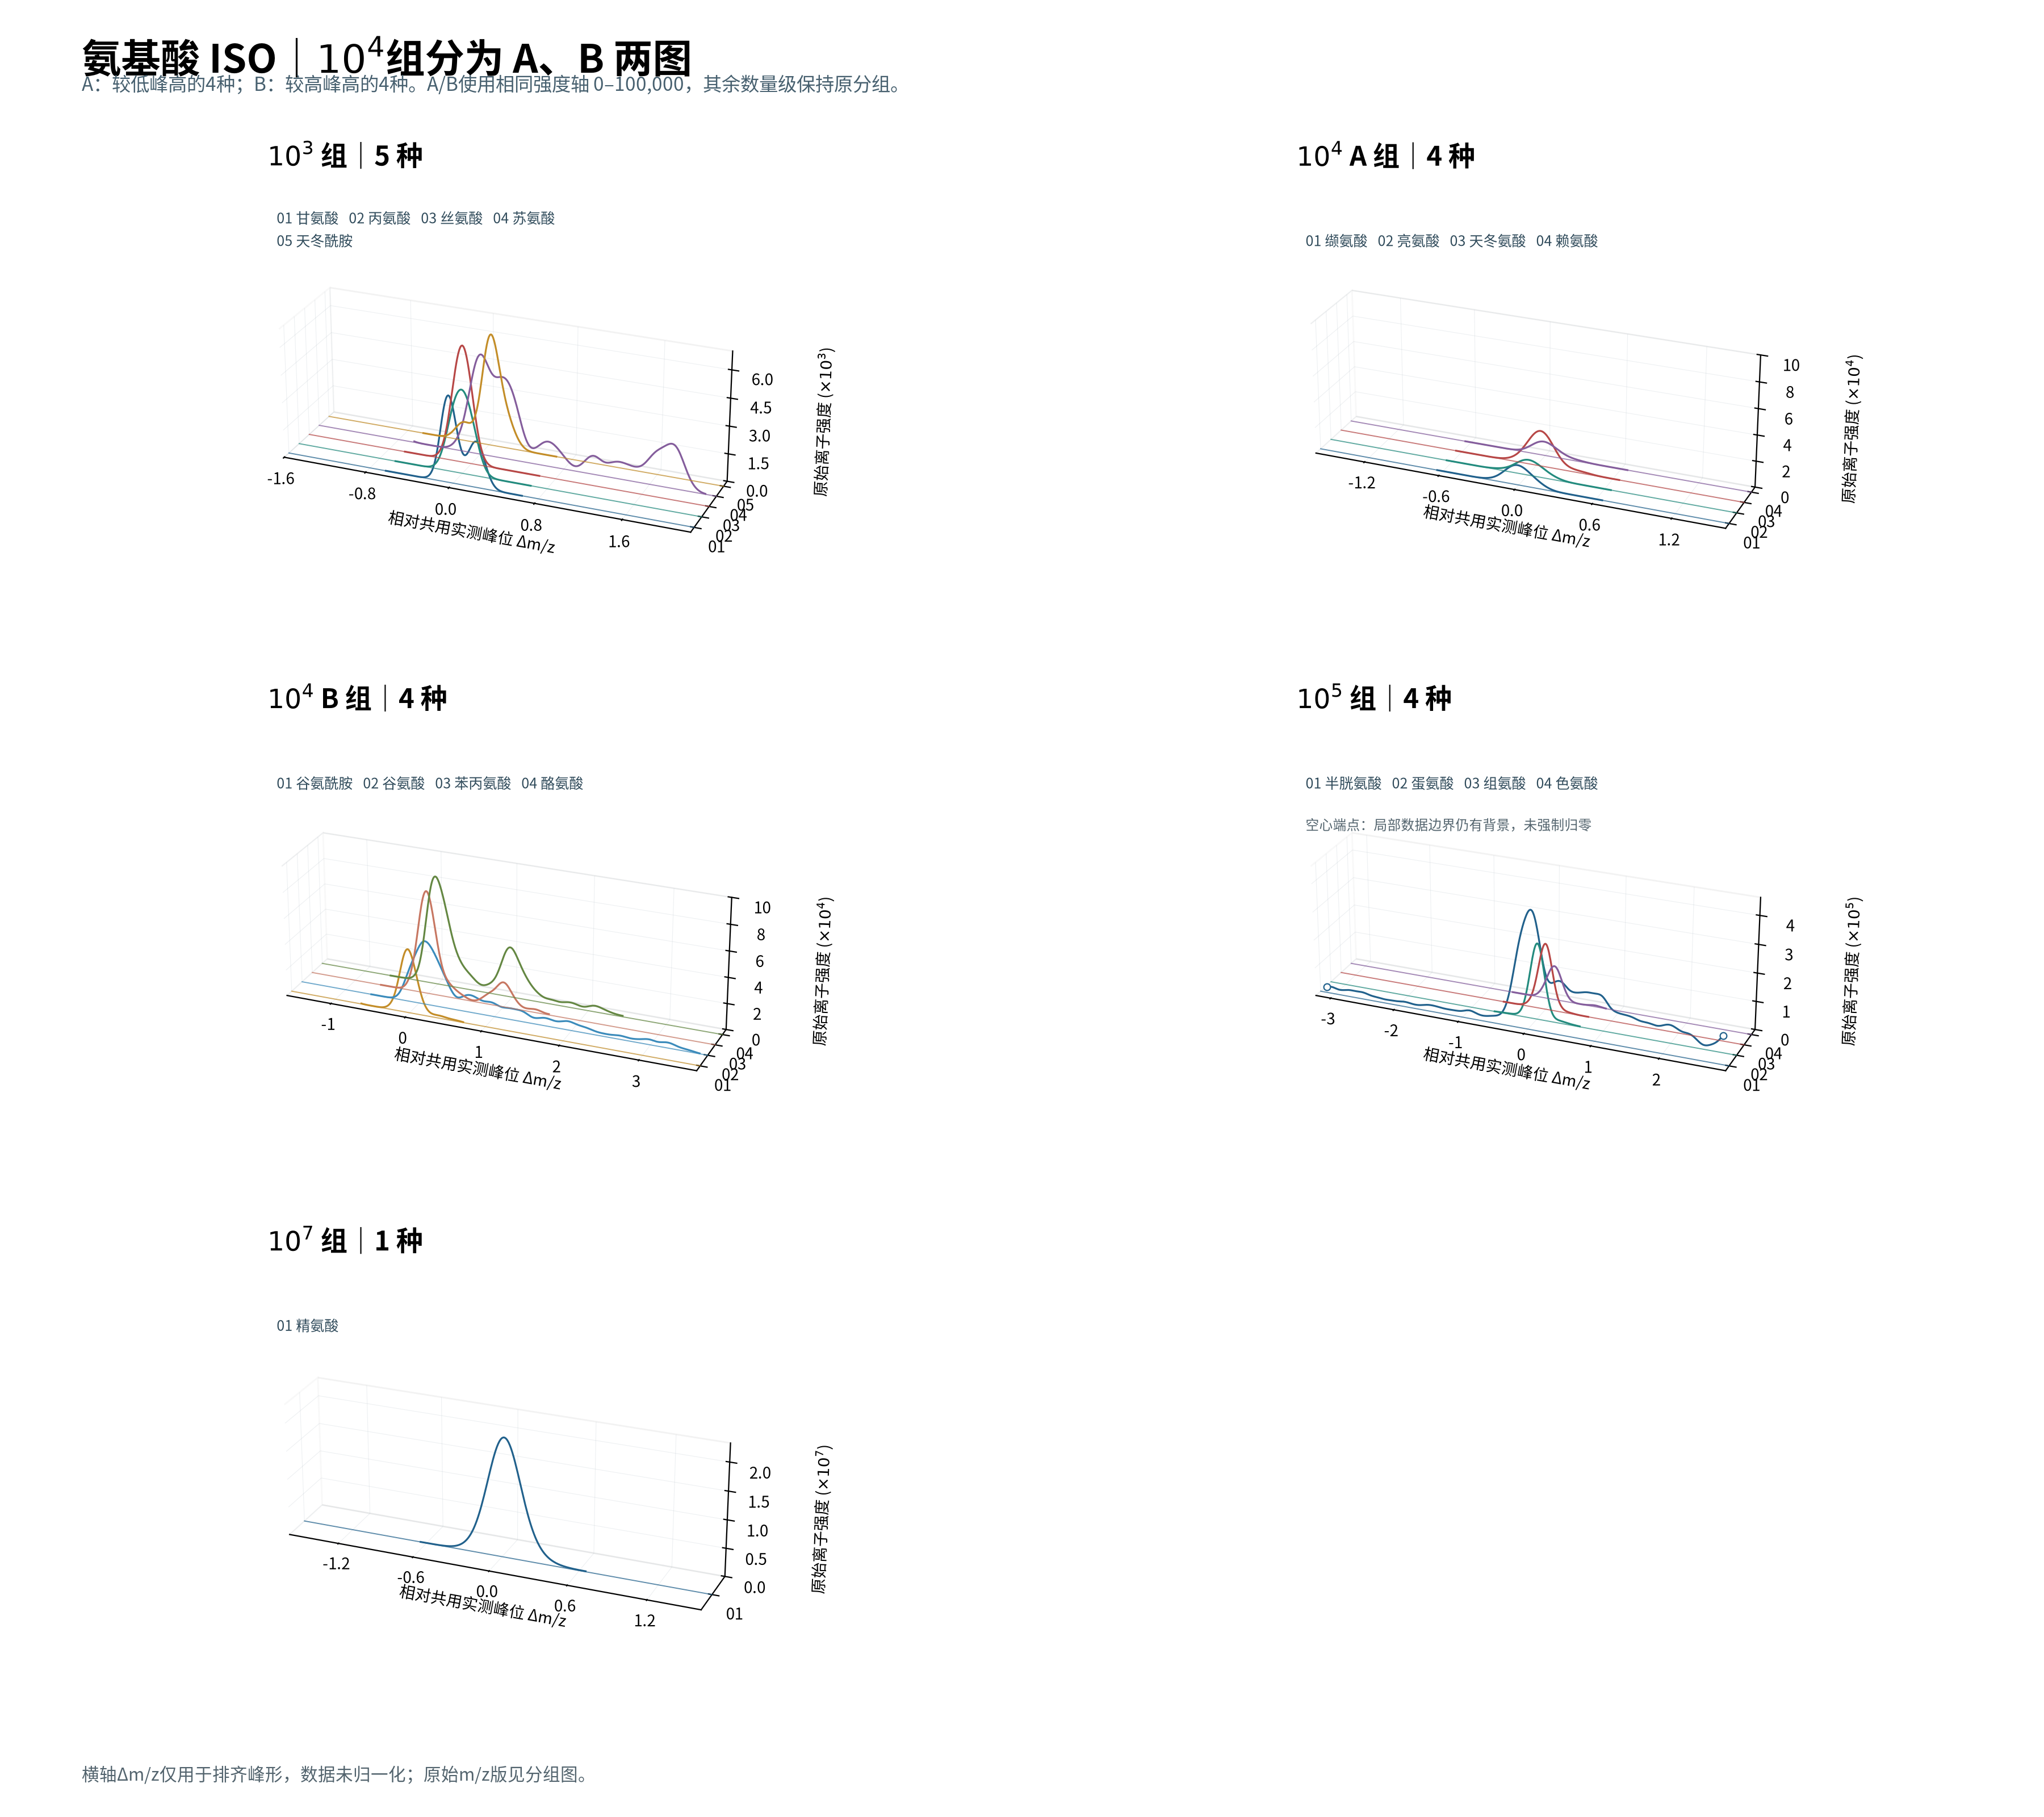 氨基酸 ISO｜10⁴组分为 A、B 两图
A：较低峰高的4种；B：较高峰高的4种。A/B使用相同强度轴 0–100,000，其余数量级保持原分组。
10³ 组｜5 种
01 甘氨酸 02 丙氨酸 03 丝氨酸 04 苏氨酸
05 天冬酰胺
6.0
4.5
3.0
1.5
0.0
原始离子强度 (×10³)
05
04
03
02
01
-1.6
-0.8
0.0
0.8
1.6
相对共用实测峰位 Δm/z
10⁴ A 组｜4 种
01 缬氨酸 02 亮氨酸 03 天冬氨酸 04 赖氨酸
10
8
6
4
2
0
原始离子强度 (×10⁴)
04
03
02
01
-1.2
-0.6
0.0
0.6
1.2
相对共用实测峰位 Δm/z
10⁴ B 组｜4 种
01 谷氨酰胺 02 谷氨酸 03 苯丙氨酸 04 酪氨酸
10
8
6
4
2
0
原始离子强度 (×10⁴)
04
03
02
01
-1
0
1
2
3
相对共用实测峰位 Δm/z
10⁵ 组｜4 种
01 半胱氨酸 02 蛋氨酸 03 组氨酸 04 色氨酸
空心端点：局部数据边界仍有背景，未强制归零
4
3
2
1
0
原始离子强度 (×10⁵)
04
03
02
01
-3
-2
-1
0
1
2
相对共用实测峰位 Δm/z
10⁷ 组｜1 种
01 精氨酸
2.0
1.5
1.0
0.5
0.0
原始离子强度 (×10⁷)
01
-1.2
-0.6
0.0
0.6
1.2
相对共用实测峰位 Δm/z
横轴Δm/z仅用于排齐峰形，数据未归一化；原始m/z版见分组图。